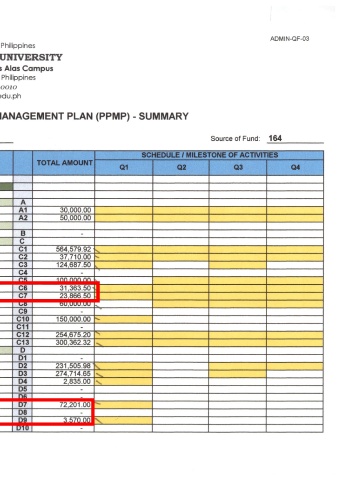 ADMIN-QF-03
Philippines
UNIVERSITY
s Alas Campus
Philippines
0010
edu.ph
MANAGEMENT PLAN (PPMP) - SUMMARY
Source of Fund: 164
TOTAL AMOUNT SCHEDULE / MILESTONE OF ACTIVITIES
Q1 Q2 Q3 Q4
A
A1 30,000.00
A2 50,000.00
B -
C
C1 564,579.92
C2 37,710.00
C3 124,687.50
C4 -
C5 100,000.00
C6 31,363.50
C7 23,866.50
C8 60,000.00
C9 -
C10 150,000.00
C11 -
C12 254,675.20
C13 300,362.32
D
D1 -
D2 231,505.98
D3 274,714.65
D4 2,835.00
D5 -
D6 -
D7 72,201.00
D8 -
D9 3,570.00
D10 -